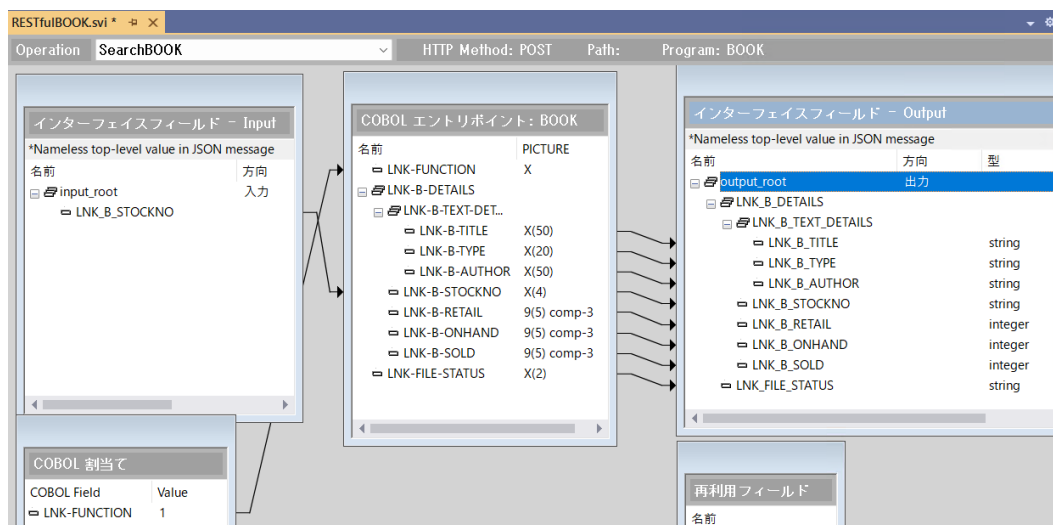 RESTfulBOOK.svi *
Operation SearchBOOK HTTP Method: POST Path: Program: BOOK
インターフェイスフィールド - Input
*Nameless top-level value in JSON message
名前 方向
input_root 入力
LNK_B_STOCKNO
COBOL 割当て
COBOL Field Value
LNK-FUNCTION 1
COBOL エントリポイント: BOOK
名前 PICTURE
LNK-FUNCTION X
LNK-B-DETAILS
LNK-B-TEXT-DET...
LNK-B-TITLE X(50)
LNK-B-TYPE X(20)
LNK-B-AUTHOR X(50)
LNK-B-STOCKNO X(4)
LNK-B-RETAIL 9(5) comp-3
LNK-B-ONHAND 9(5) comp-3
LNK-B-SOLD 9(5) comp-3
LNK-FILE-STATUS X(2)
インターフェイスフィールド - Output
*Nameless top-level value in JSON message
名前 方向 型
output_root 出力
LNK_B_DETAILS
LNK_B_TEXT_DETAILS
LNK_B_TITLE string
LNK_B_TYPE string
LNK_B_AUTHOR string
LNK_B_STOCKNO string
LNK_B_RETAIL integer
LNK_B_ONHAND integer
LNK_B_SOLD integer
LNK_FILE_STATUS string
再利用フィールド
名前